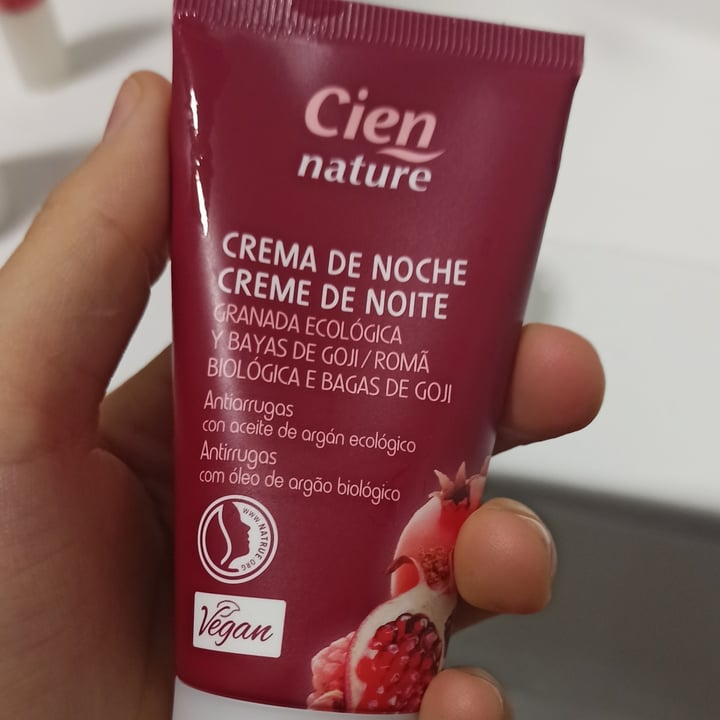 Cien
nature
CREMA DE NOCHE
CREME DE NOITE
GRANADA ECOLÓGICA
Y BAYAS DE GOJI / ROMÃ
BIOLÓGICA E BAGAS DE GOJI
Antiarrugas
con aceite de argán ecológico
Antirrugas
com óleo de argão biológico
WWW.NATRUE.ORG
Vegan